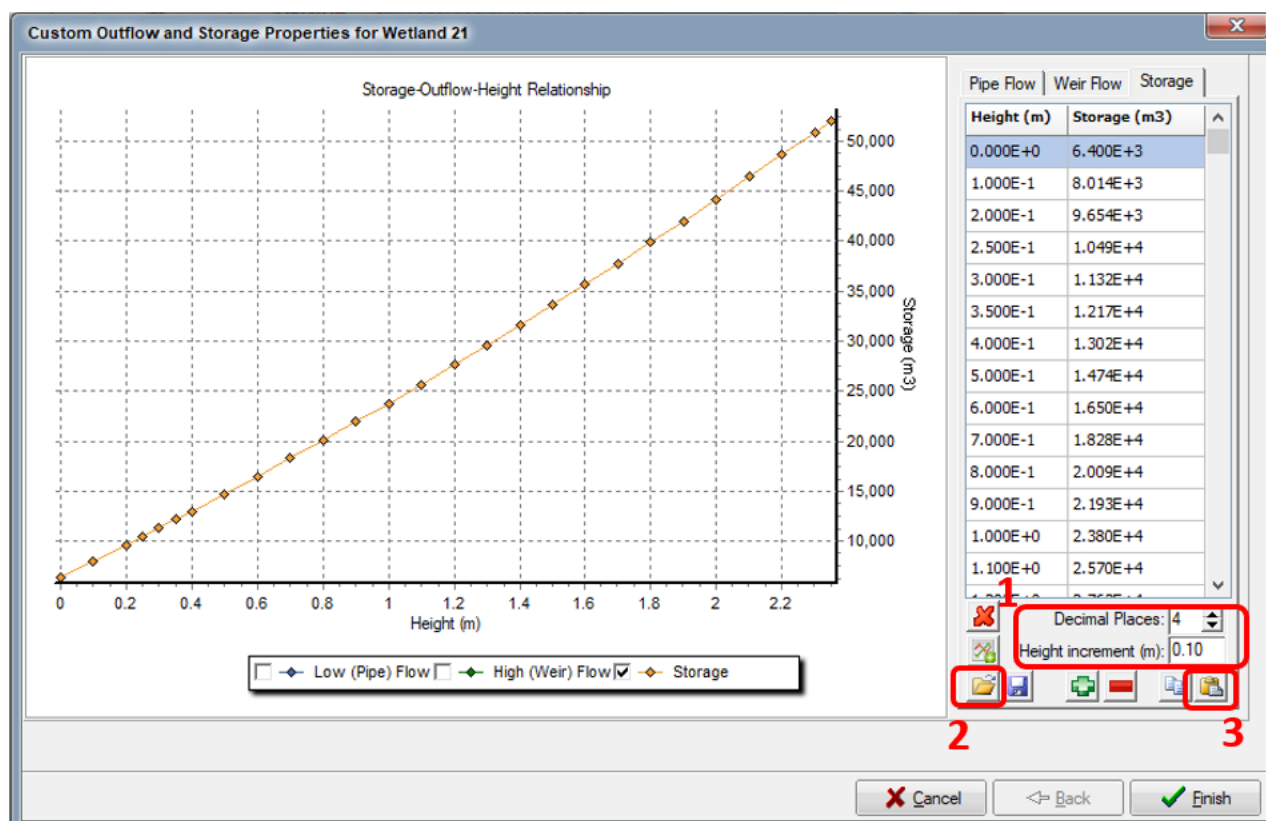 Custom Outflow and Storage Properties for Wetland 21
Storage-Outflow-Height Relationship
50,000
45,000
40,000
35,000
30,000
25,000
20,000
15,000
10,000
Storage (m3)
0 0.2 0.4 0.6 0.8 1 1.2 1.4 1.6 1.8 2 2.2
Height (m)
Low (Pipe) Flow High (Weir) Flow Storage
Pipe Flow Weir Flow Storage
Height (m) Storage (m3)
0.000E+0 6.400E+3
1.000E-1 8.014E+3
2.000E-1 9.654E+3
2.500E-1 1.049E+4
3.000E-1 1.132E+4
3.500E-1 1.217E+4
4.000E-1 1.302E+4
5.000E-1 1.474E+4
6.000E-1 1.650E+4
7.000E-1 1.828E+4
8.000E-1 2.009E+4
9.000E-1 2.193E+4
1.000E+0 2.380E+4
1.100E+0 2.570E+4
1
Decimal Places: 4
Height increment (m): 0.10
2
3
Cancel Back Finish